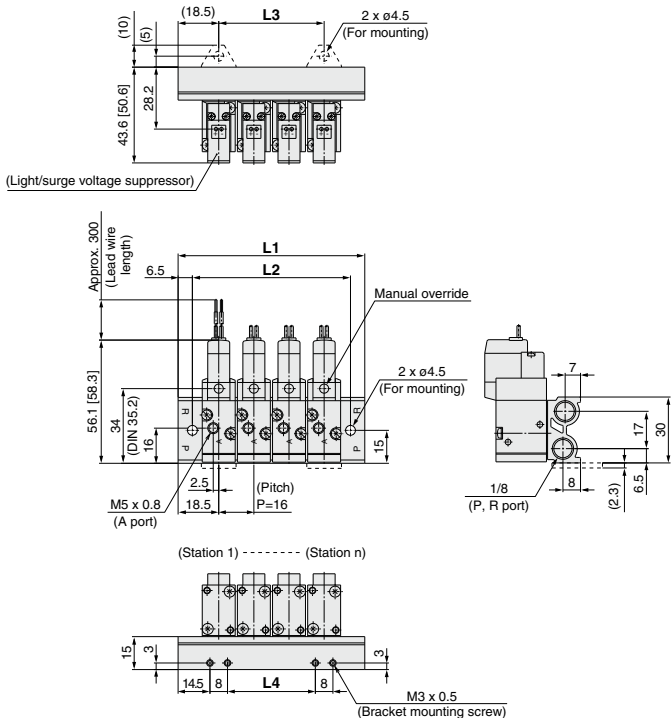 (18.5)
L3
2 x ø4.5
(For mounting)
(10)
(5)
28.2
43.6 [50.6]
(Light/surge voltage suppressor)
Approx. 300
(Lead wire
length)
L1
6.5
L2
Manual override
2 x ø4.5
(For mounting)
56.1 [58.3]
34
(DIN 35.2)
16
R
P
A
A
A
A
R
P
15
2.5
(Pitch)
M5 x 0.8
(A port)
18.5
P=16
7
17
30
1/8
(P, R port)
8
(2.3)
6.5
(Station 1) - - - - - - - (Station n)
15
3
14.5
8
L4
8
3
M3 x 0.5
(Bracket mounting screw)